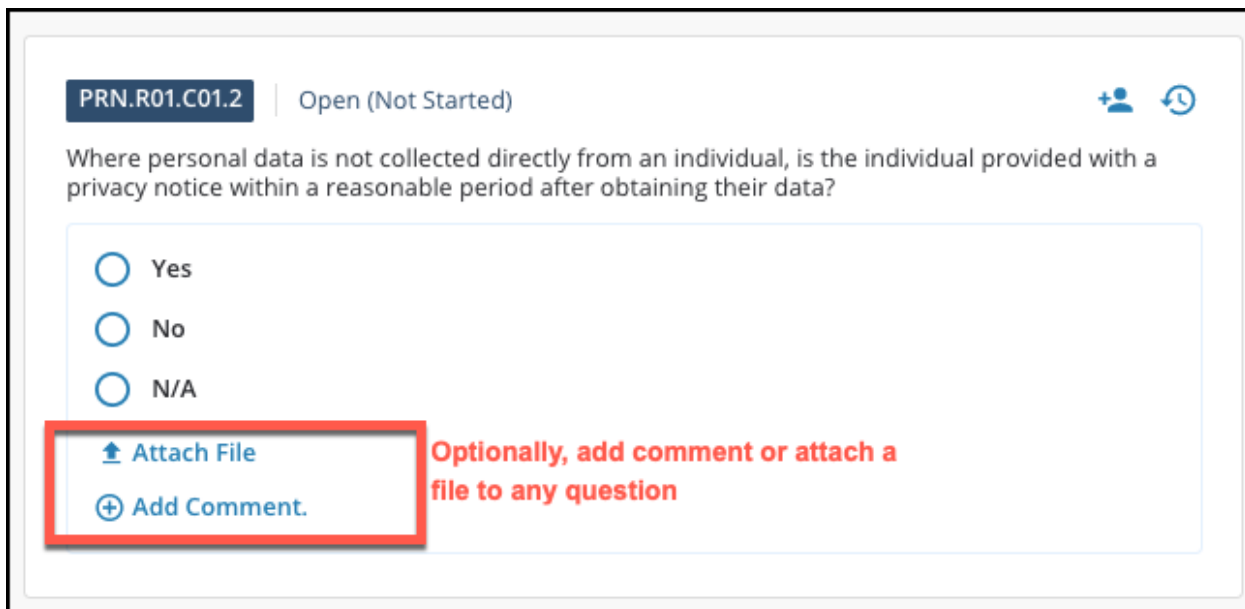 PRN.R01.C01.2 Open (Not Started)
Where personal data is not collected directly from an individual, is the individual provided with a
privacy notice within a reasonable period after obtaining their data?
Yes
No
N/A
Attach File
Add Comment.
Optionally, add comment or attach a
file to any question